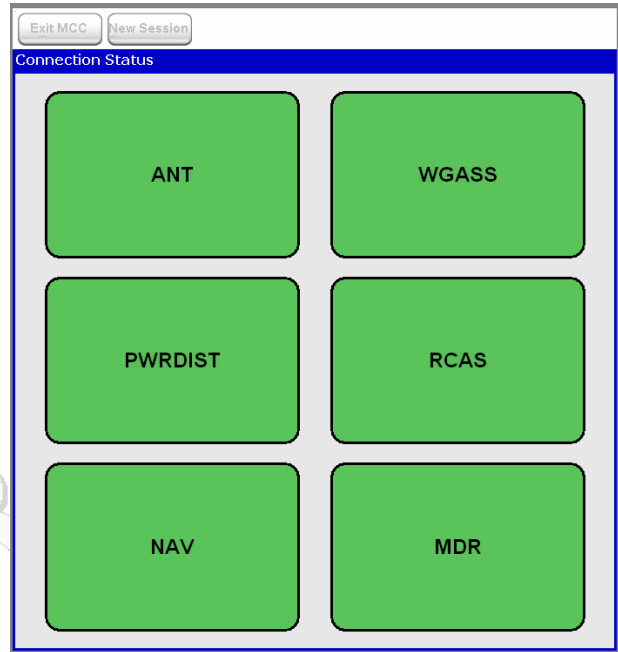 Exit MCC New Session
Connection Status
ANT WGASS
PWRDIST RCAS
NAV MDR